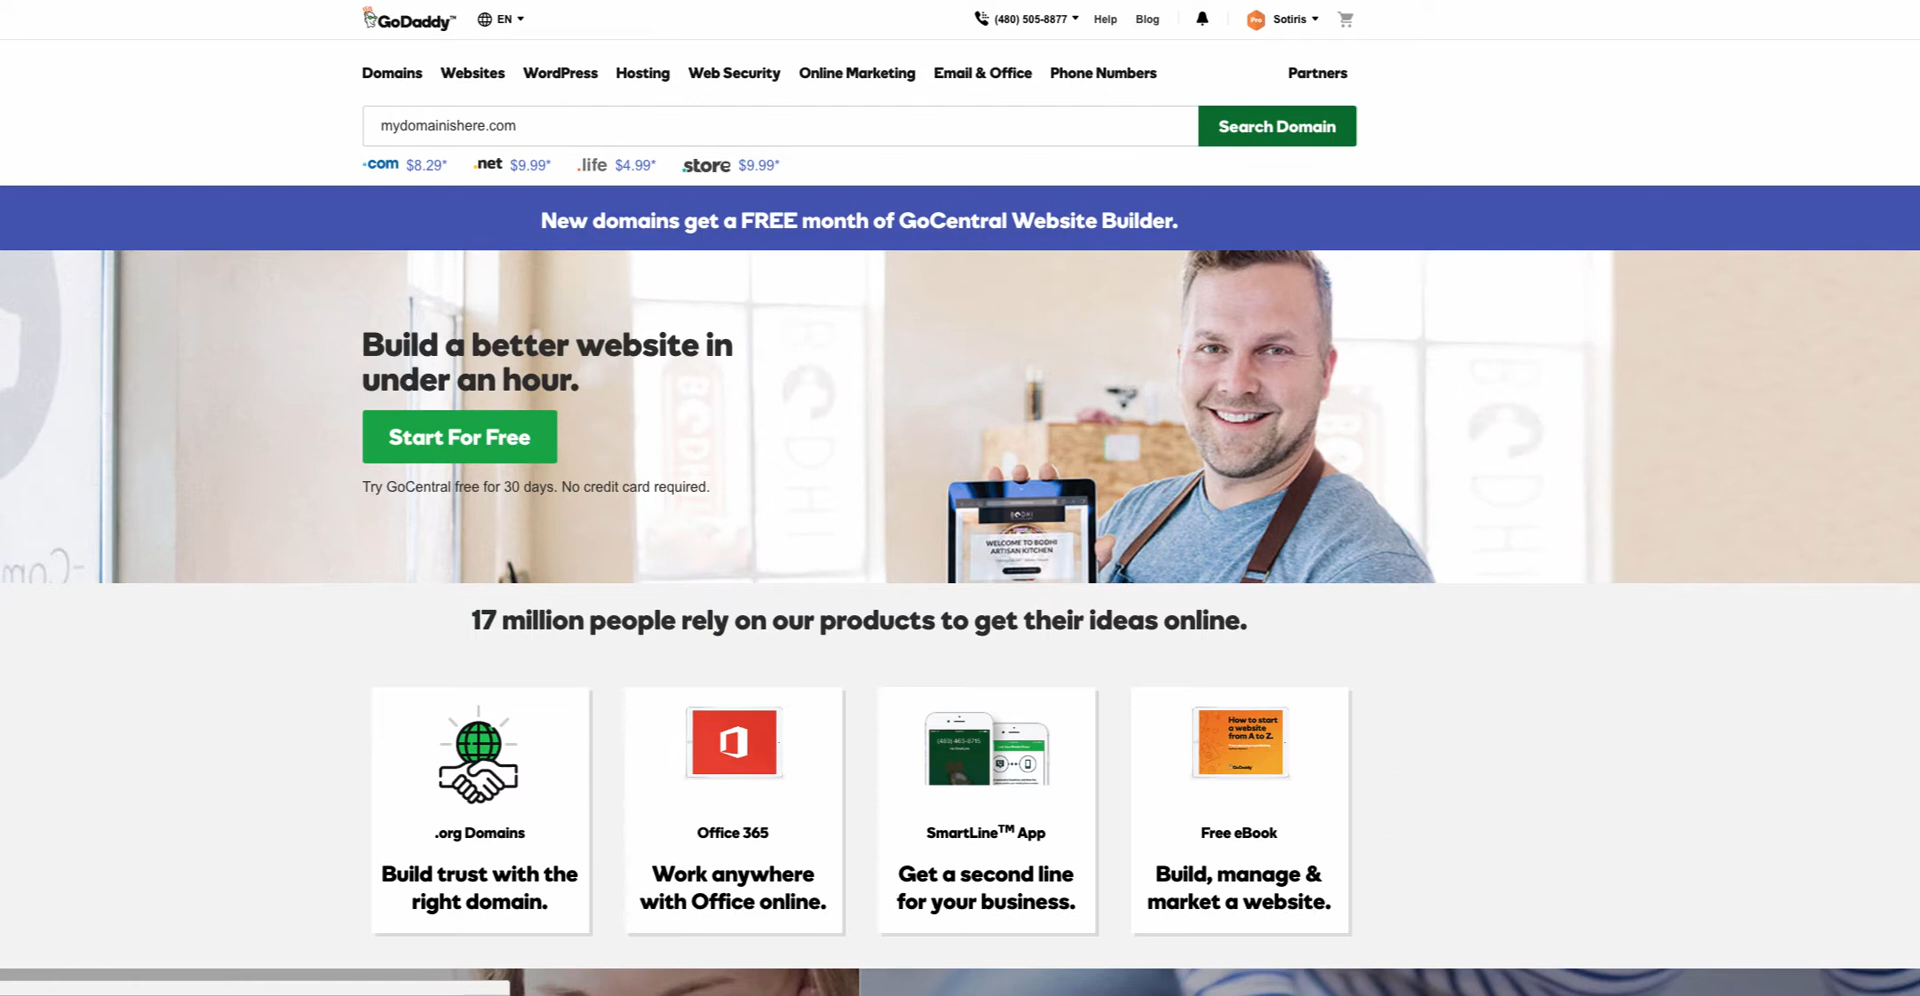 GoDaddy™
EN
(480) 505-8877
Help
Blog
Pro
Sotiris
Domains
Websites
WordPress
Hosting
Web Security
Online Marketing
Email & Office
Phone Numbers
Partners
mydomainishere.com
Search Domain
.com $8.29*
.net $9.99*
.life $4.99*
.store $9.99*
New domains get a FREE month of GoCentral Website Builder.
Build a better website in
under an hour.
Start For Free
Try GoCentral free for 30 days. No credit card required.
BODHI
WELCOME TO BODHI
ARTISAN KITCHEN
17 million people rely on our products to get their ideas online.
.org Domains
Build trust with the
right domain.
Office 365
Work anywhere
with Office online.
SmartLine™ App
Get a second line
for your business.
How to start
a website
from A to Z.
GoDaddy
Free eBook
Build, manage &
market a website.